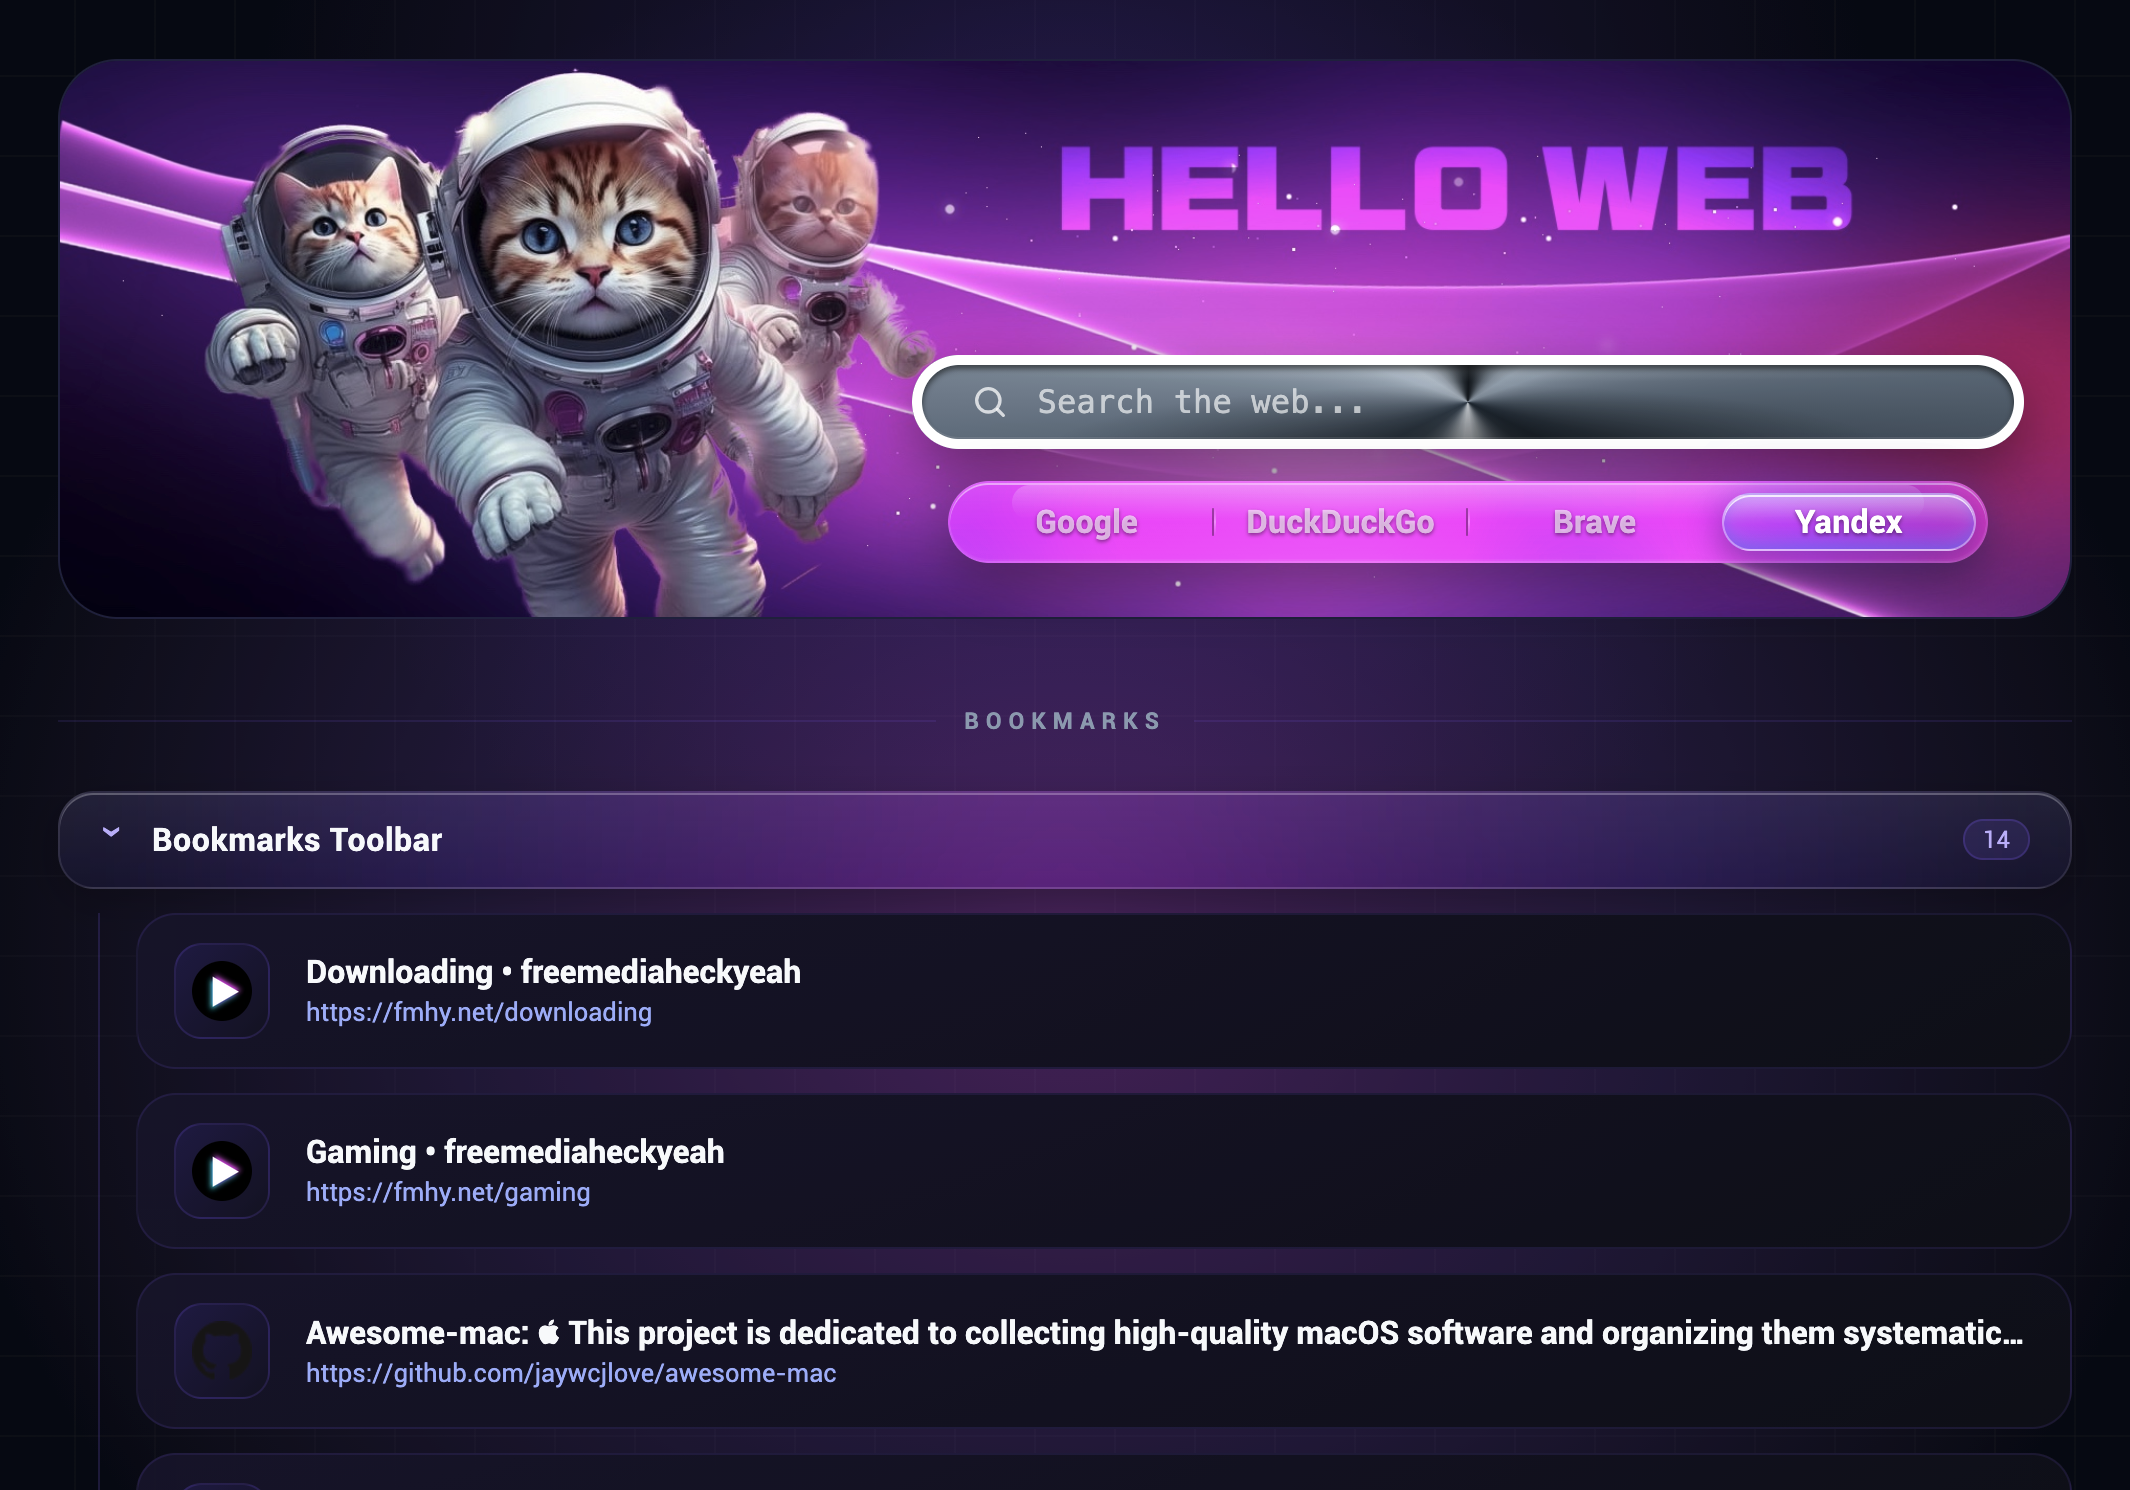 HELLO WEB
Search the web...
Google
DuckDuckGo
Brave
Yandex
BOOKMARKS
Bookmarks Toolbar
14
Downloading • freemediaheckyeah
https://fmhy.net/downloading
Gaming • freemediaheckyeah
https://fmhy.net/gaming
Awesome-mac:  This project is dedicated to collecting high-quality macOS software and organizing them systematic...
https://github.com/jaywcjlove/awesome-mac